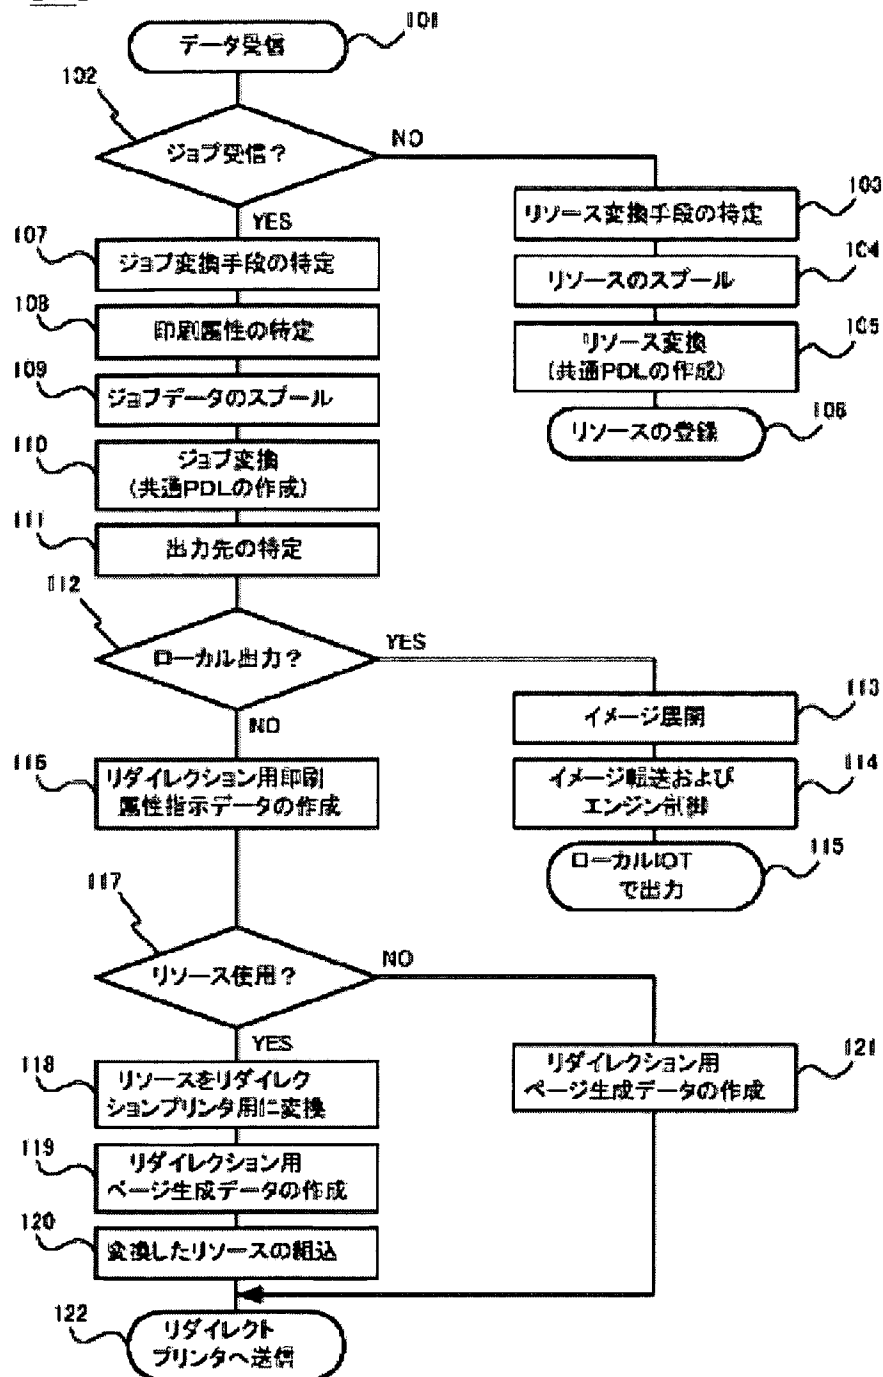 データ受信
101
102
ジョブ受信？
NO
YES
リソース変換手段の特定
103
リソースのスプール
104
リソース変換
(共通PDLの作成)
105
リソースの登録
106
107
ジョブ変換手段の特定
108
印刷属性の特定
109
ジョブデータのスプール
110
ジョブ変換
(共通PDLの作成)
111
出力先の特定
112
ローカル出力？
YES
NO
イメージ展開
113
イメージ転送および
エンジン制御
114
ローカルIOT
で出力
115
116
リダイレクション用印刷
属性指示データの作成
117
リソース使用？
NO
YES
118
リソースをリダイレク
ションプリンタ用に変換
リダイレクション用
ページ生成データの作成
121
119
リダイレクション用
ページ生成データの作成
120
変換したリソースの組込
122
リダイレクト
プリンタへ送信